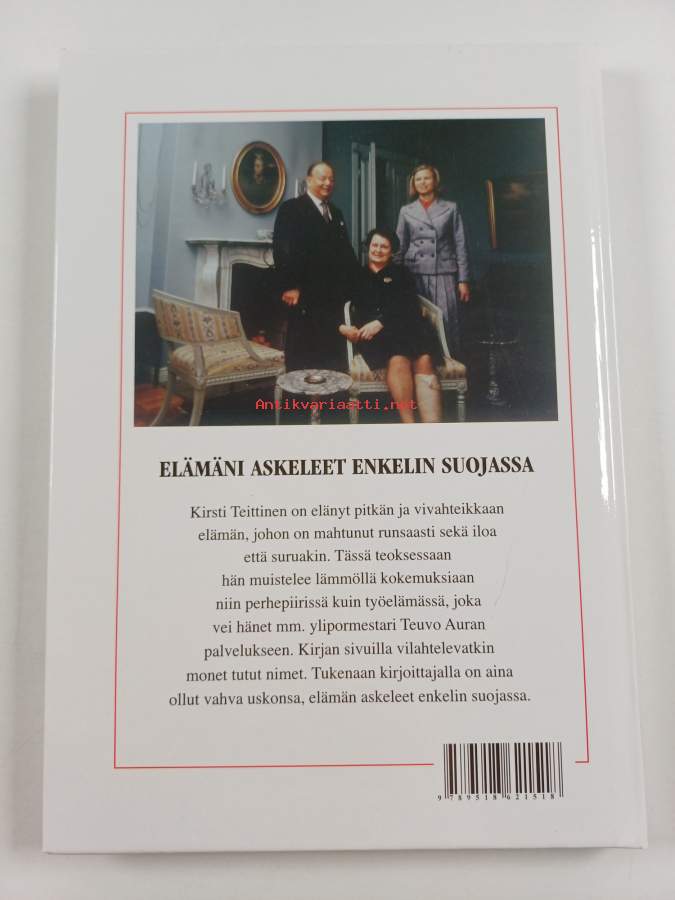 Antikvariaatti.net
ELÄMÄNI ASKELEET ENKELIN SUOJASSA
Kirsti Teittinen on elänyt pitkän ja vivahteikkaan
elämän, johon on mahtunut runsaasti sekä iloa
että suruakin. Tässä teoksessaan
hän muistelee lämmöllä kokemuksiaan
niin perhepiirissä kuin työelämässä, joka
vei hänet mm. ylipormestari Teuvo Auran
palvelukseen. Kirjan sivuilla vilahtelevatkin
monet tutut nimet. Tukenaan kirjoittajalla on aina
ollut vahva uskonsa, elämän askeleet enkelin suojassa.
9 789518 621518